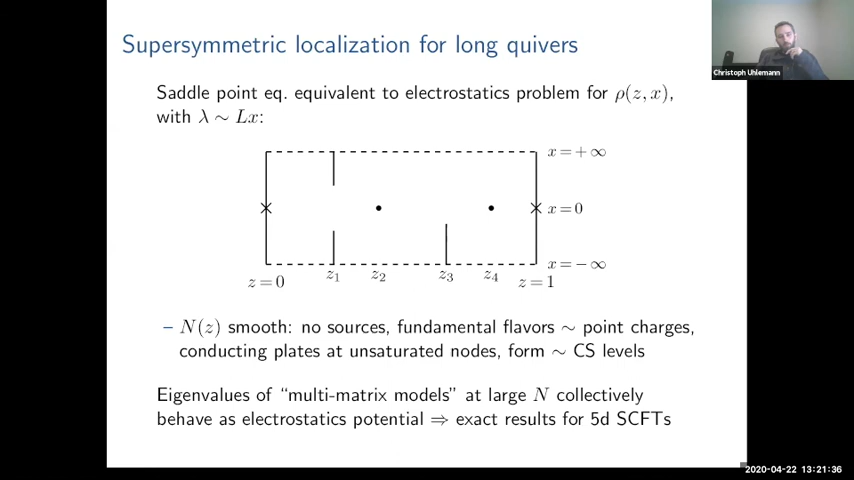 Supersymmetric localization for long quivers
Christoph Uhlemann
Saddle point eq. equivalent to electrostatics problem for ρ(z, x),
with λ ∼ Lx:
x = +∞
x = 0
x = −∞
z = 0
z₁
z₂
z₃
z₄
z = 1
– N(z) smooth: no sources, fundamental flavors ∼ point charges,
conducting plates at unsaturated nodes, form ∼ CS levels
Eigenvalues of “multi-matrix models” at large N collectively
behave as electrostatics potential ⇒ exact results for 5d SCFTs
2020-04-22 13:21:36